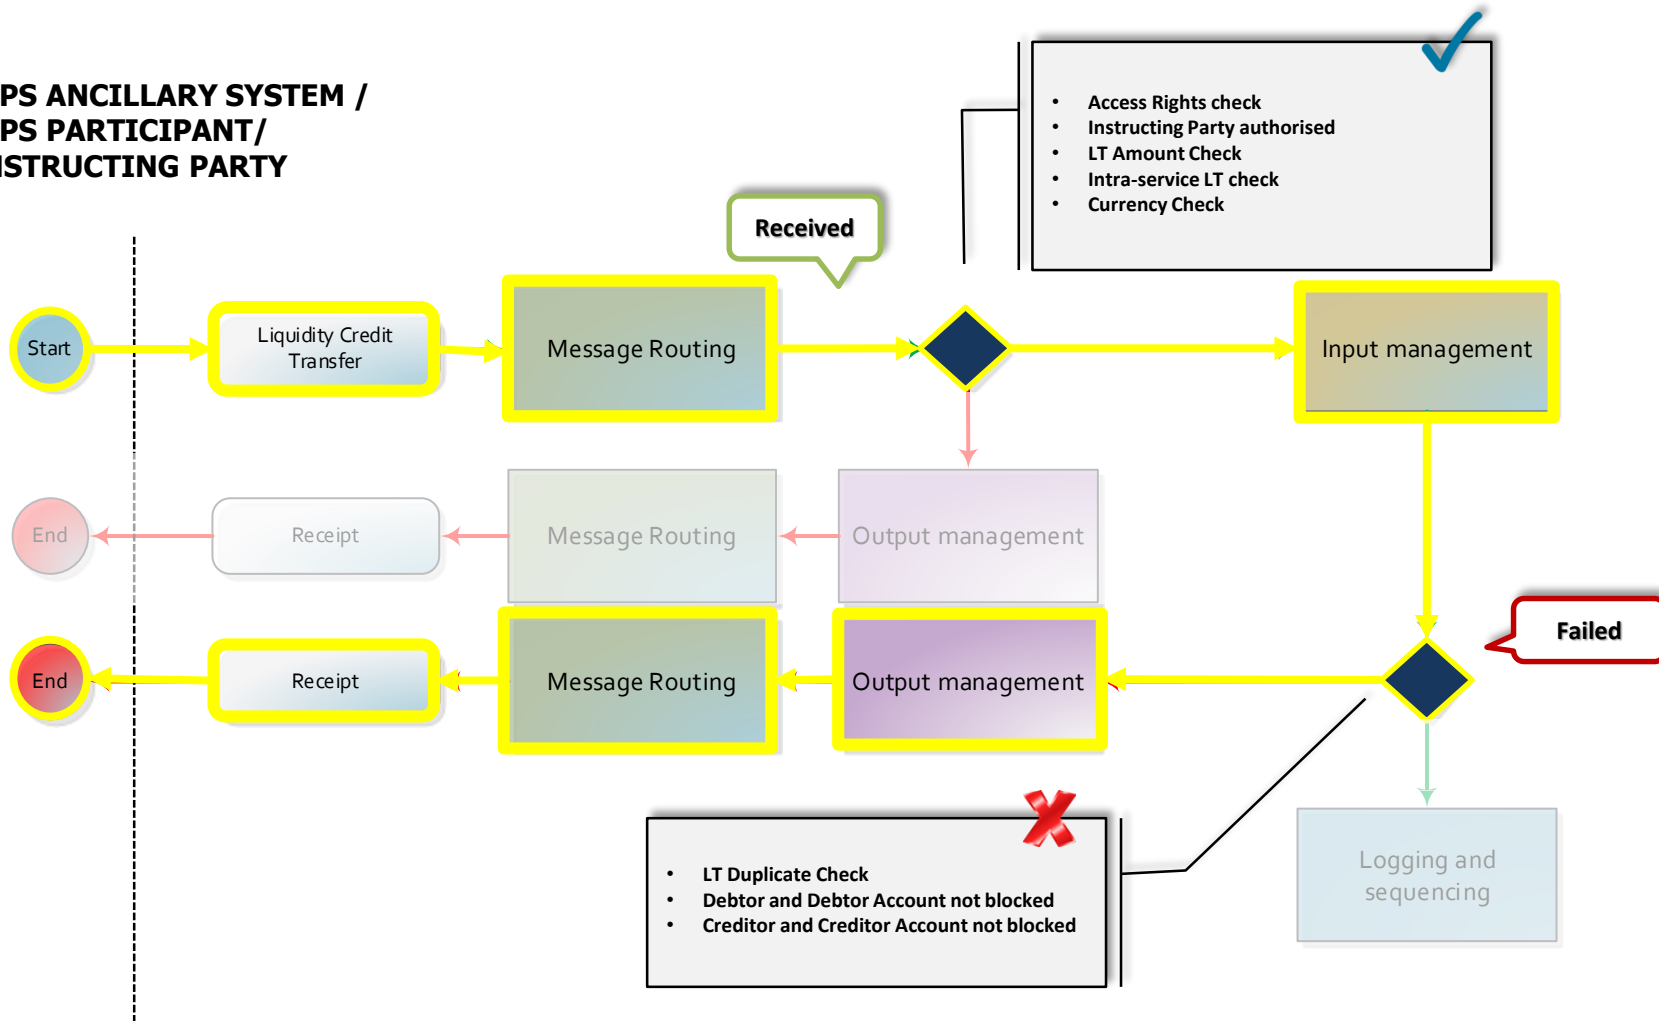 PS ANCILLARY SYSTEM /
PS PARTICIPANT/
NSTRUCTING PARTY
• Access Rights check
• Instructing Party authorised
• LT Amount Check
• Intra-service LT check
• Currency Check
Received
Start
Liquidity Credit
Transfer
Message Routing
Input management
End
Receipt
Message Routing
Output management
Failed
End
Receipt
Message Routing
Output management
• LT Duplicate Check
• Debtor and Debtor Account not blocked
• Creditor and Creditor Account not blocked
Logging and
sequencing